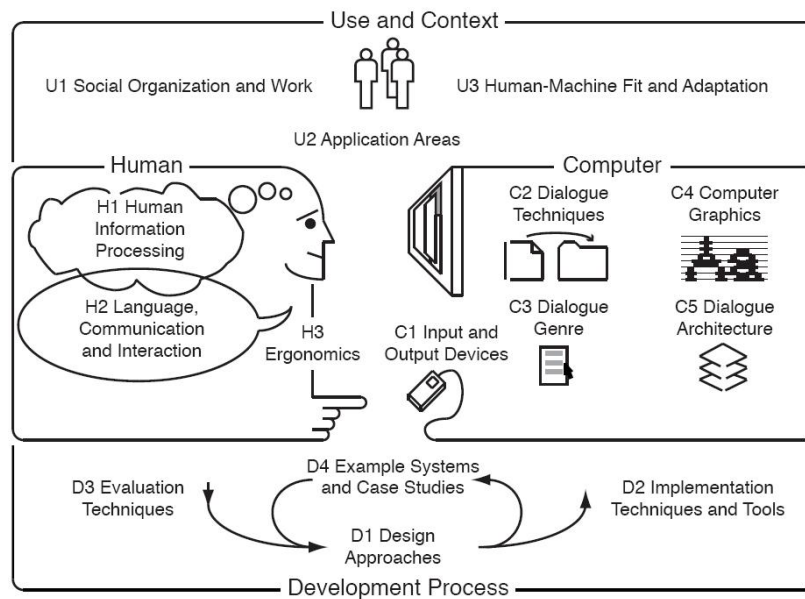 Use and Context
U1 Social Organization and Work
U3 Human-Machine Fit and Adaptation
U2 Application Areas
Human
H1 Human
Information
Processing
H2 Language,
Communication
and Interaction
H3
Ergonomics
Computer
C1 Input and
Output Devices
C2 Dialogue
Techniques
C4 Computer
Graphics
Aa
C3 Dialogue
Genre
C5 Dialogue
Architecture
D3 Evaluation
Techniques
D4 Example Systems
and Case Studies
D2 Implementation
Techniques and Tools
D1 Design
Approaches
Development Process